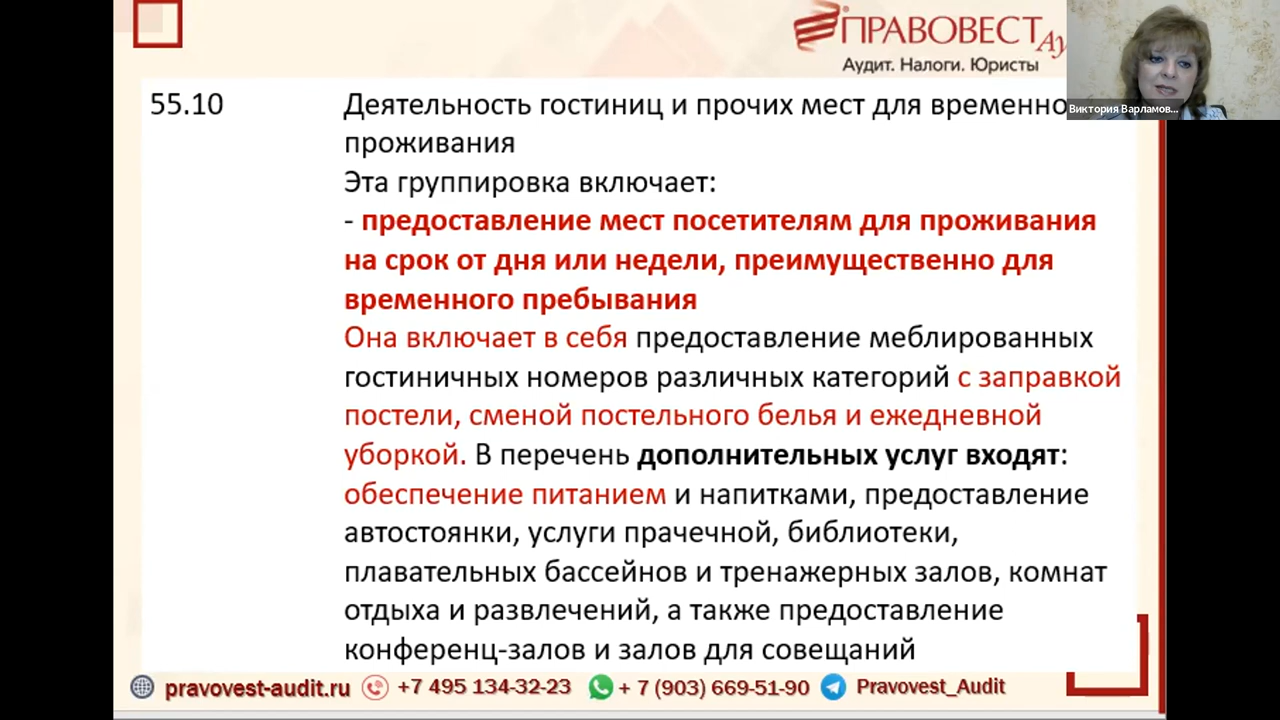 ПРАВОВЕСТ
Аудит. Налоги. Юристы
Виктория Варламов...
55.10 Деятельность гостиниц и прочих мест для временно
проживания
Эта группировка включает:
- предоставление мест посетителям для проживания
на срок от дня или недели, преимущественно для
временного пребывания
Она включает в себя предоставление меблированных
гостиничных номеров различных категорий с заправкой
постели, сменой постельного белья и ежедневной
уборкой. В перечень дополнительных услуг входят:
обеспечение питанием и напитками, предоставление
автостоянки, услуги прачечной, библиотеки,
плавательных бассейнов и тренажерных залов, комнат
отдыха и развлечений, а также предоставление
конференц-залов и залов для совещаний
pravovest-audit.ru +7 495 134-32-23 + 7 (903) 669-51-90 Pravovest_Audit